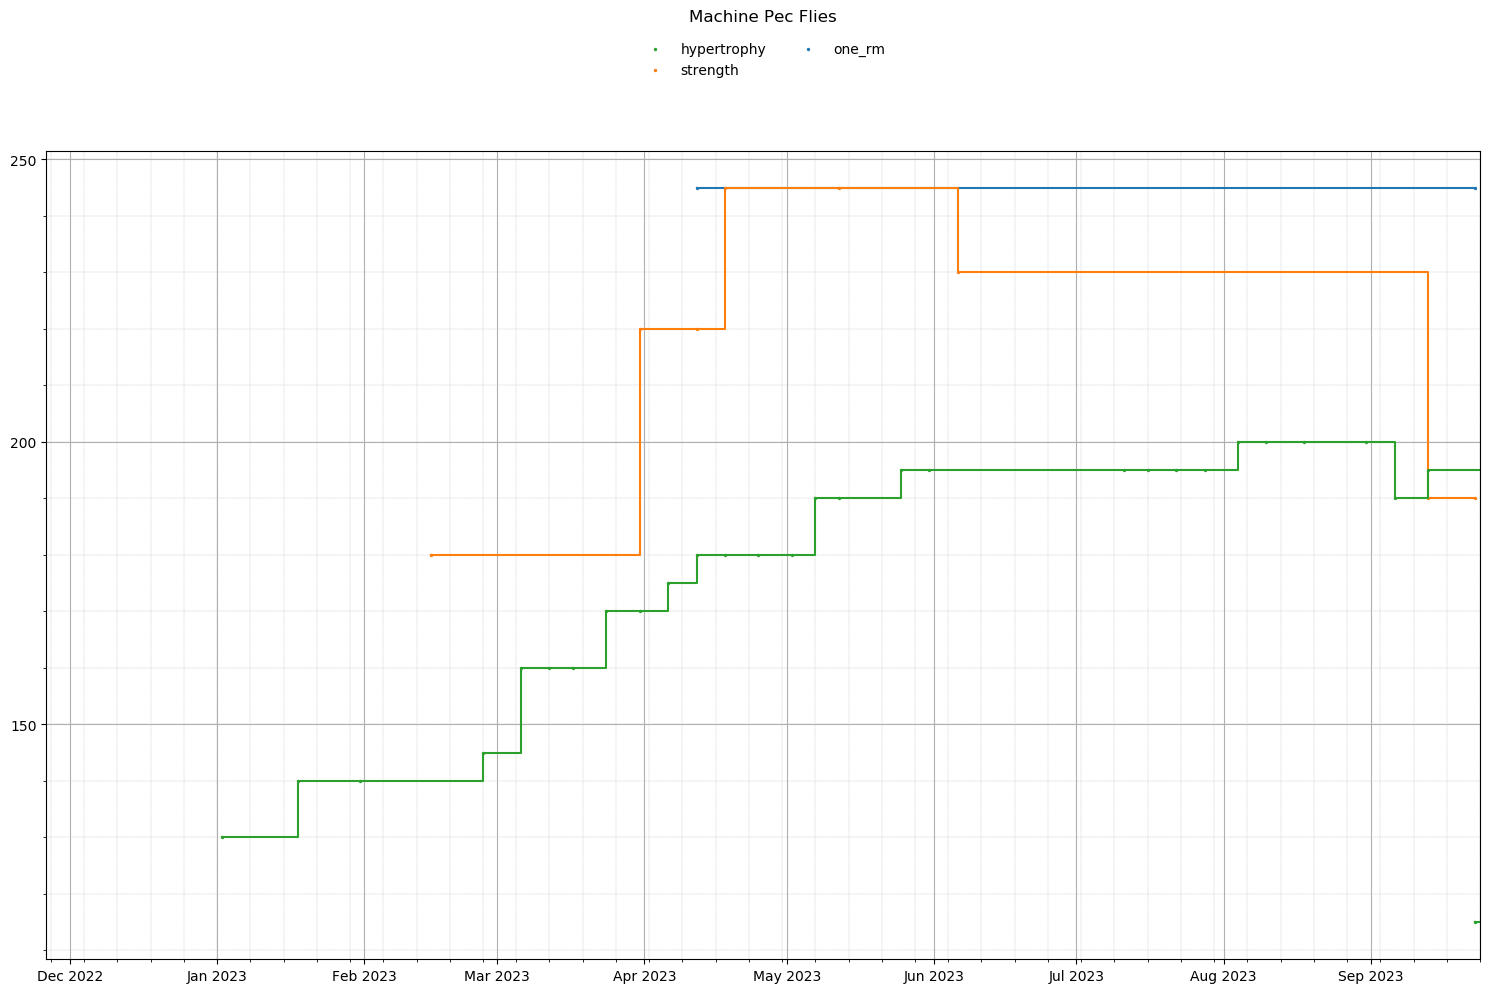 Machine Pec Flies
hypertrophy one_rm
strength
250
200
150
Dec 2022 Jan 2023 Feb 2023 Mar 2023 Apr 2023 May 2023 Jun 2023 Jul 2023 Aug 2023 Sep 2023